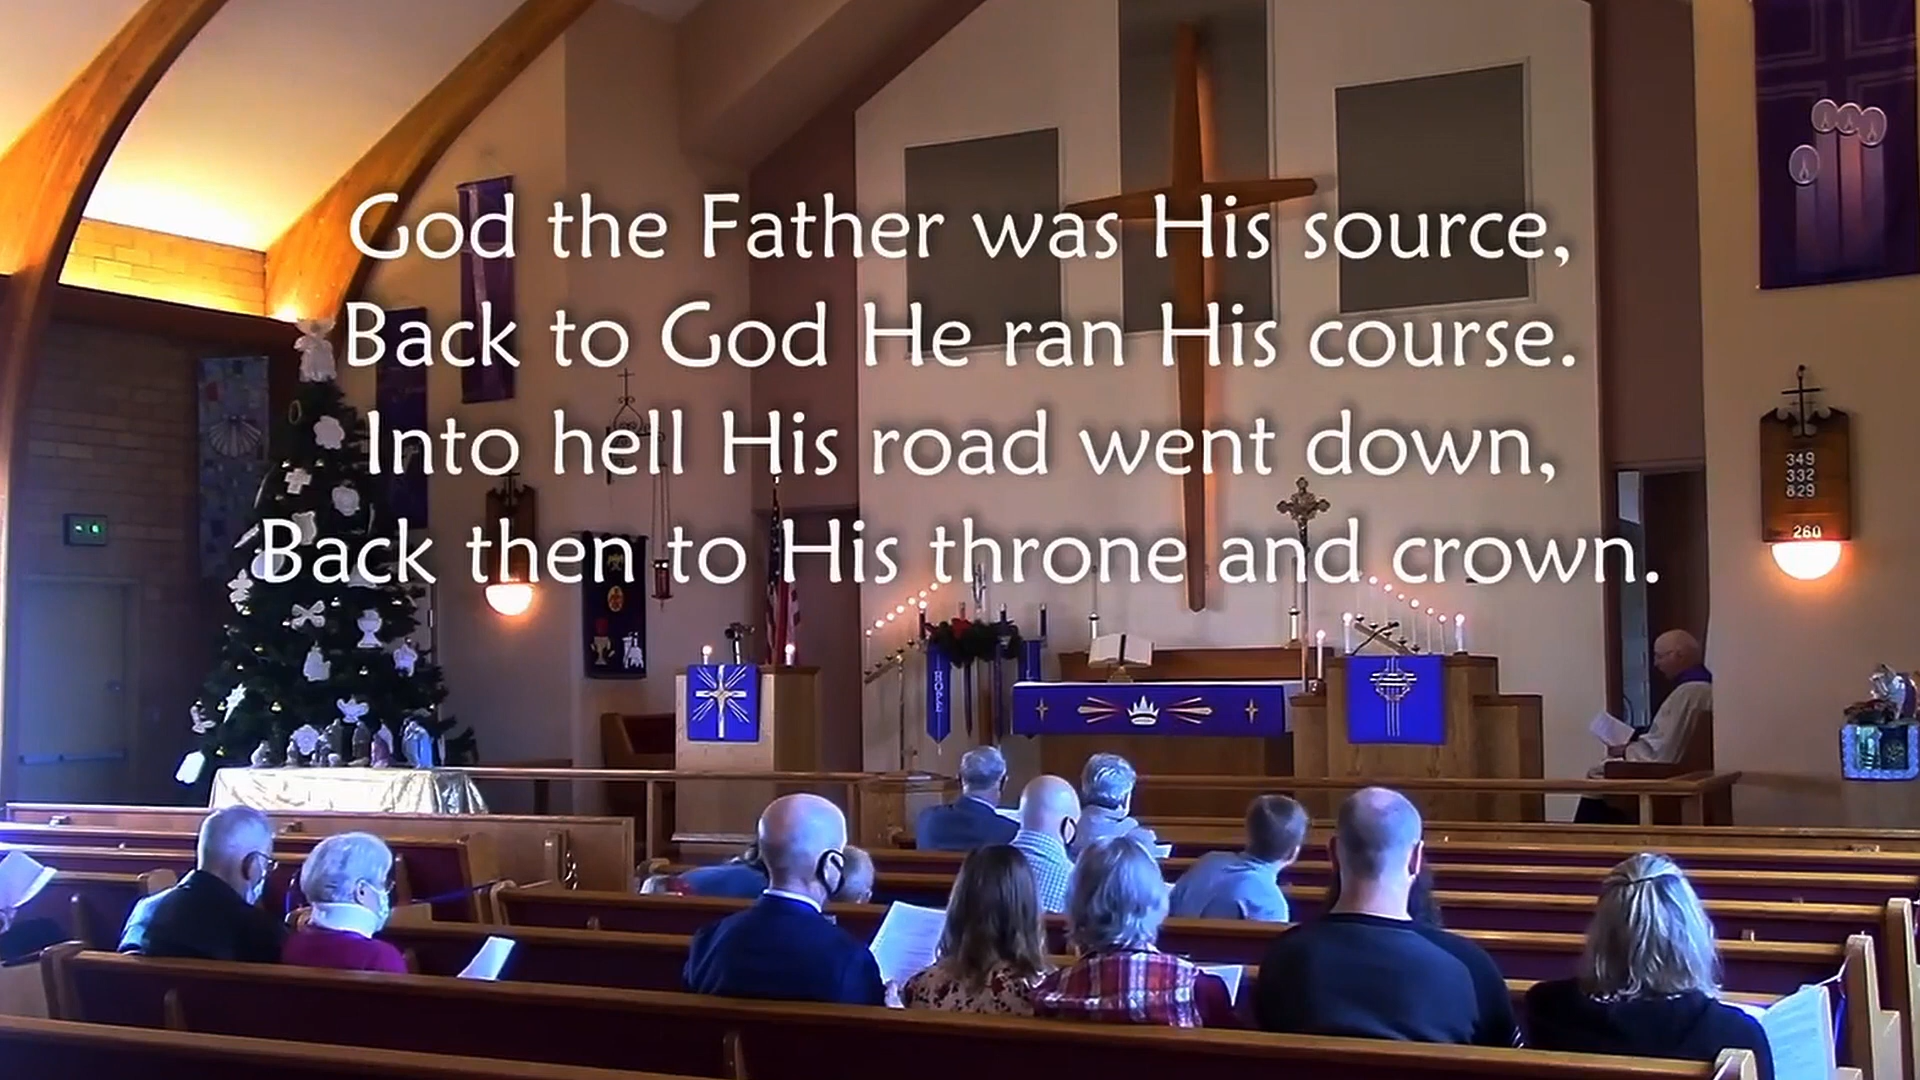 God the Father was His source,
Back to God He ran His course.
Into hell His road went down,
Back then to His throne and crown.
349
332
829
260
HOPE